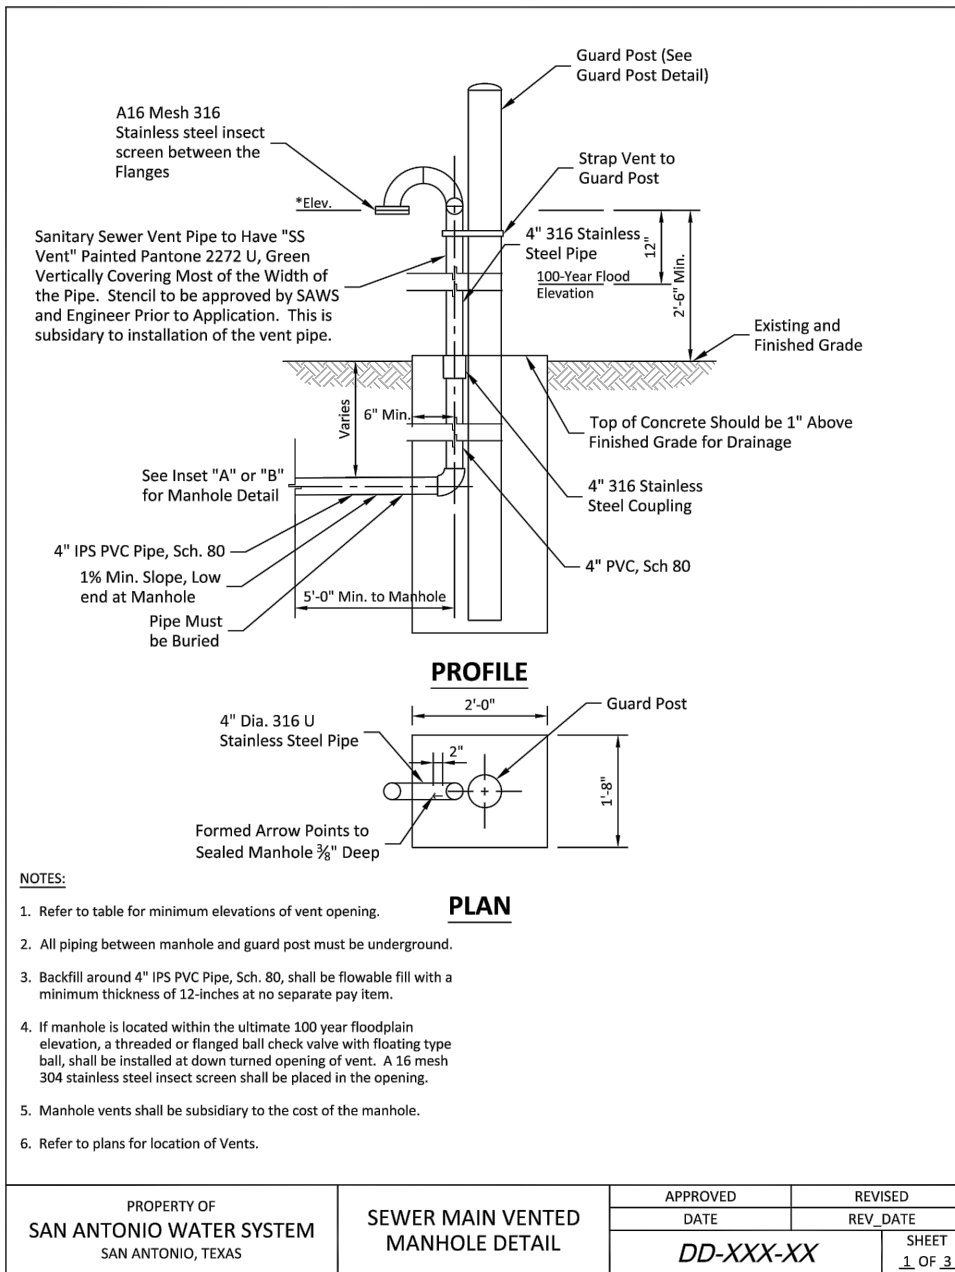 Guard Post (See
Guard Post Detail)
A16 Mesh 316
Stainless steel insect
screen between the
Flanges
Strap Vent to
Guard Post
*Elev.
Sanitary Sewer Vent Pipe to Have "SS
Vent" Painted Pantone 2272 U, Green
Vertically Covering Most of the Width of
the Pipe. Stencil to be approved by SAWS
and Engineer Prior to Application. This is
subsidary to installation of the vent pipe.
4" 316 Stainless
Steel Pipe
12"
100-Year Flood
Elevation
2'-6" Min.
Existing and
Finished Grade
Varies
6" Min.
Top of Concrete Should be 1" Above
Finished Grade for Drainage
See Inset "A" or "B"
for Manhole Detail
4" 316 Stainless
Steel Coupling
4" IPS PVC Pipe, Sch. 80
4" PVC, Sch 80
1% Min. Slope, Low
end at Manhole
5'-0" Min. to Manhole
Pipe Must
be Buried
PROFILE
2'-0"
Guard Post
4" Dia. 316 U
Stainless Steel Pipe
2"
1'-8"
Formed Arrow Points to
Sealed Manhole ⅜" Deep
PLAN
NOTES:
1. Refer to table for minimum elevations of vent opening.
2. All piping between manhole and guard post must be underground.
3. Backfill around 4" IPS PVC Pipe, Sch. 80, shall be flowable fill with a
minimum thickness of 12-inches at no separate pay item.
4. If manhole is located within the ultimate 100 year floodplain
elevation, a threaded or flanged ball check valve with floating type
ball, shall be installed at down turned opening of vent. A 16 mesh
304 stainless steel insect screen shall be placed in the opening.
5. Manhole vents shall be subsidiary to the cost of the manhole.
6. Refer to plans for location of Vents.
PROPERTY OF
SAN ANTONIO WATER SYSTEM
SAN ANTONIO, TEXAS
SEWER MAIN VENTED
MANHOLE DETAIL
APPROVED
REVISED
DATE
REV_DATE
DD-XXX-XX
SHEET
1 OF 3